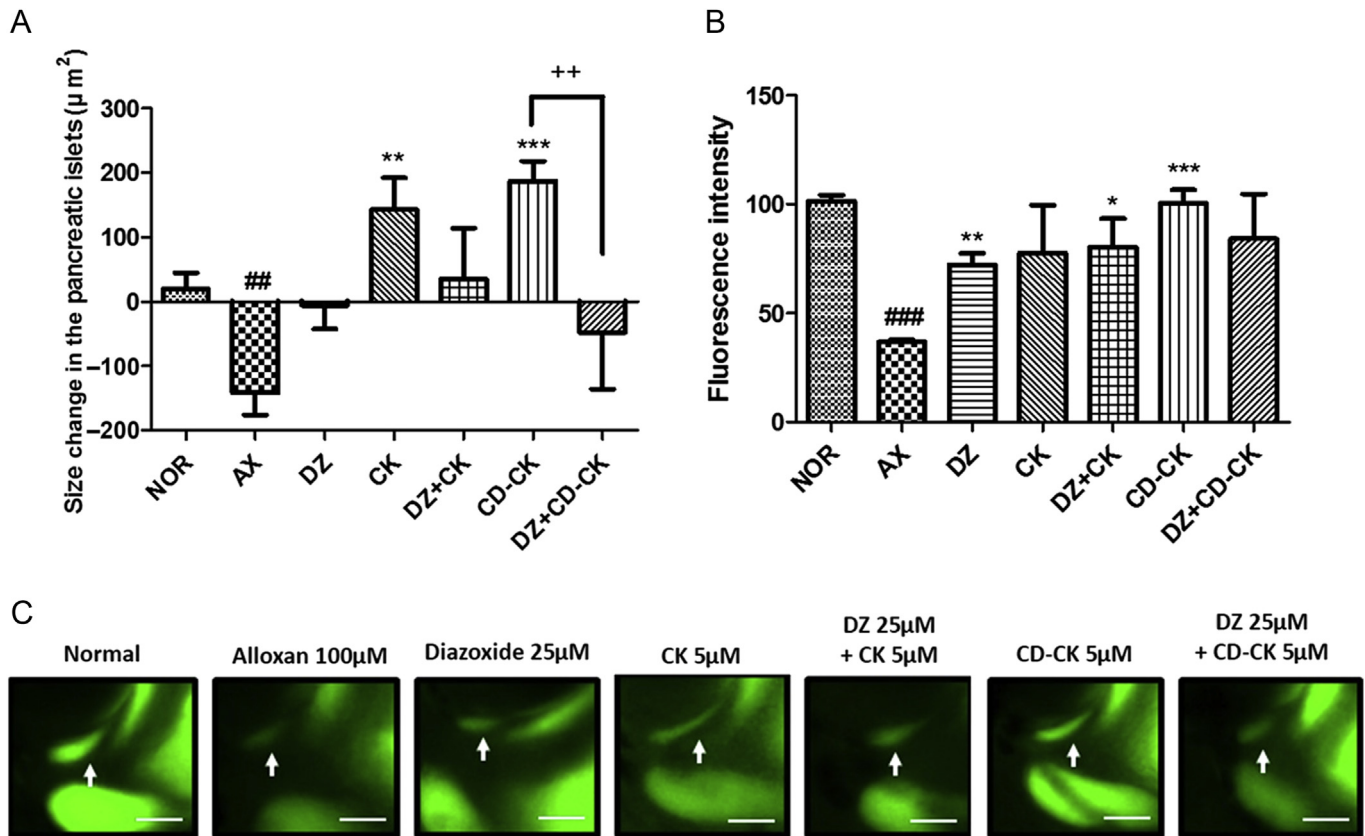 A
Size change in the pancreatic islets (μ m²)
300
200
100
0
−100
−200
##
**
***
++
NOR
AX
DZ
CK
DZ+CK
CD-CK
DZ+CD-CK
B
Fluorescence intensity
150
100
50
0
###
**
*
***
NOR
AX
DZ
CK
DZ+CK
CD-CK
DZ+CD-CK
C
Normal
Alloxan 100μM
Diazoxide 25μM
CK 5μM
DZ 25μM
+ CK 5μM
CD-CK 5μM
DZ 25μM
+ CD-CK 5μM